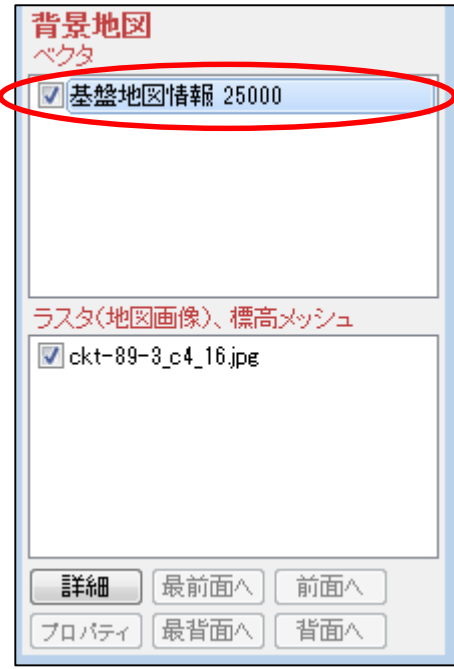 背景地図
ベクタ
基盤地図情報 25000
ラスタ(地図画像)、標高メッシュ
ckt-89-3_c4_16.jpg
詳細 最前面へ 前面へ
プロパティ 最背面へ 背面へ